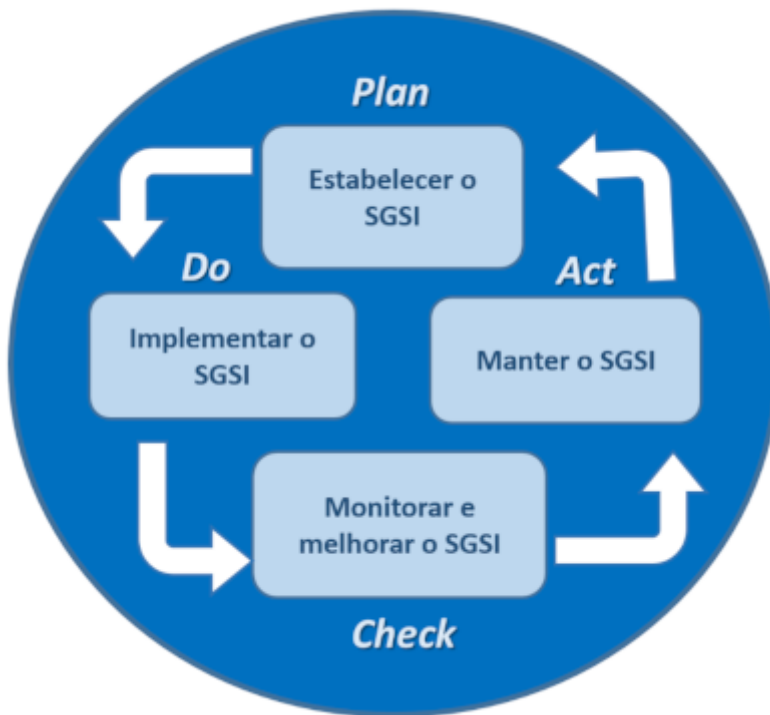 Plan
Estabelecer o
SGSI
Do
Act
Implementar o
SGSI
Manter o SGSI
Monitorar e
melhorar o SGSI
Check